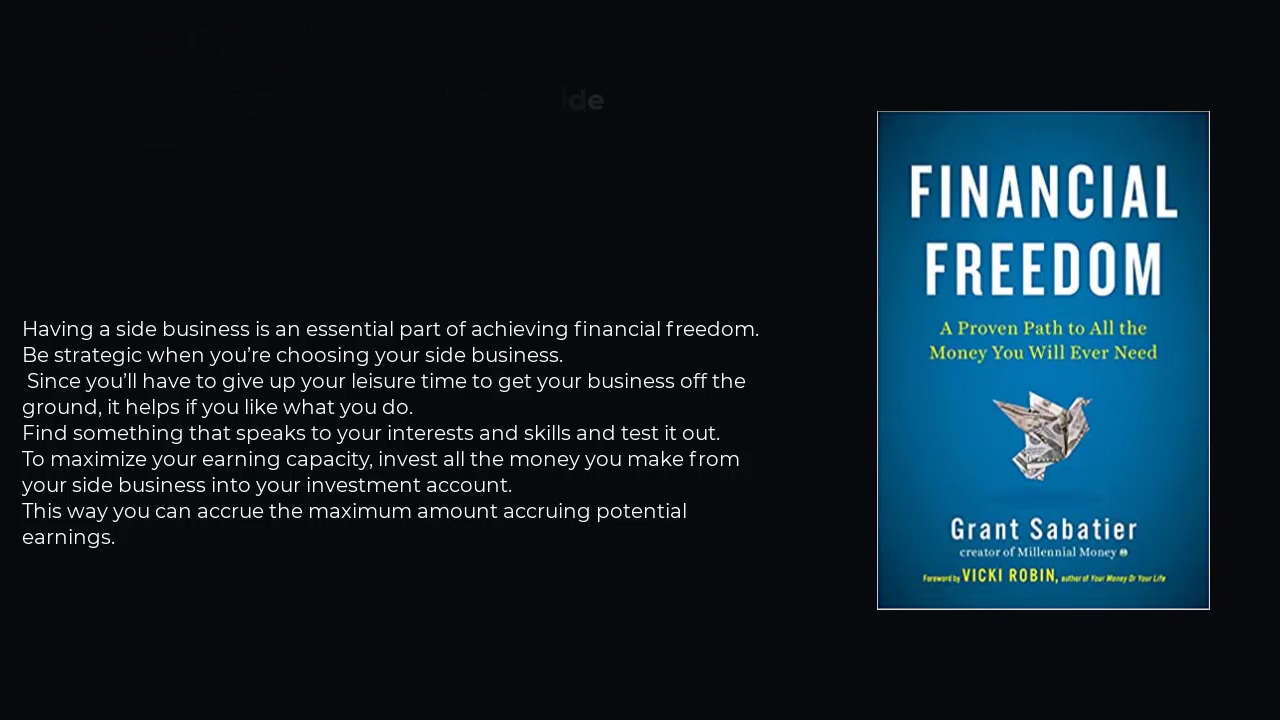 Having a side business is an essential part of achieving financial freedom.
Be strategic when you’re choosing your side business.
Since you’ll have to give up your leisure time to get your business off the
ground, it helps if you like what you do.
Find something that speaks to your interests and skills and test it out.
To maximize your earning capacity, invest all the money you make from
your side business into your investment account.
This way you can accrue the maximum amount accruing potential
earnings.
FINANCIAL
FREEDOM
A Proven Path to All the
Money You Will Ever Need
Grant Sabatier
creator of Millennial Money
Foreword by VICKI ROBIN, author of Your Money Or Your Life